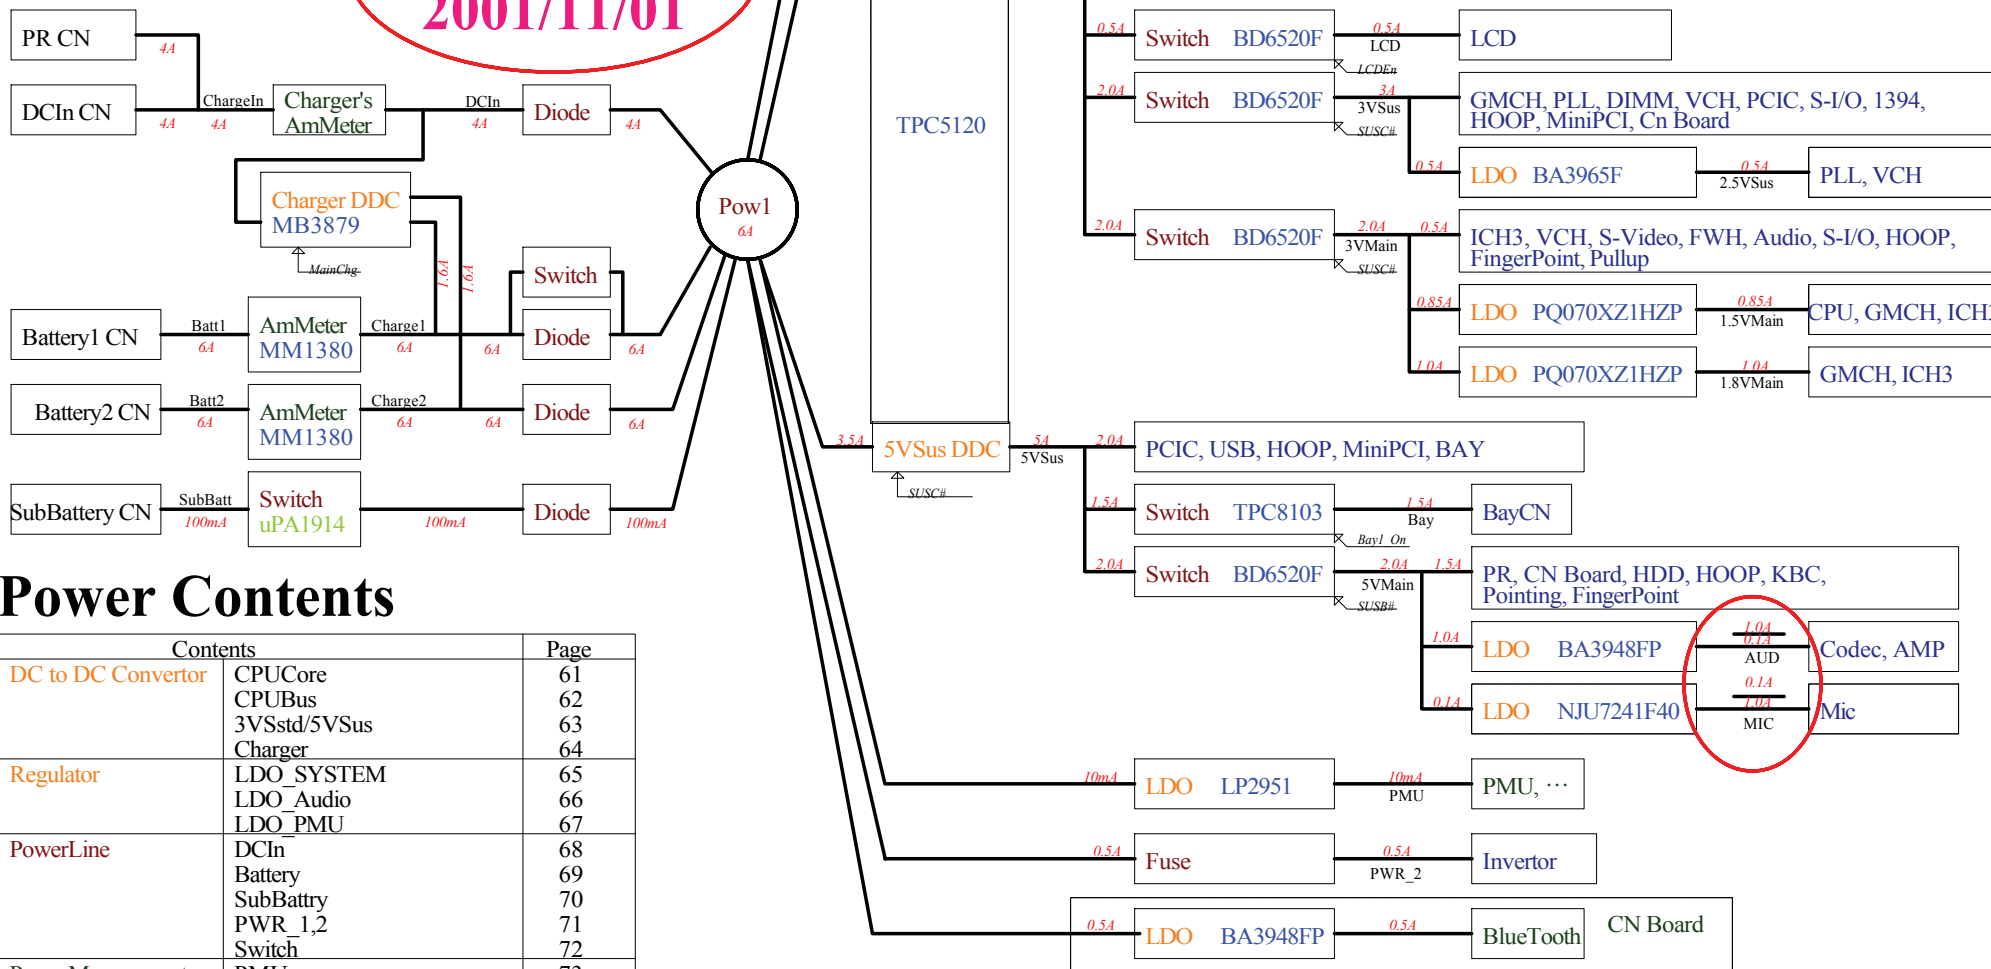 2001/11/01
PR CN
4A
DCIn CN
4A
ChargeIn
4A
Charger's
AmMeter
DCIn
4A
Diode
4A
Charger DDC
MB3879
MainChg
1.6A
1.6A
Pow1
6A
Switch
Battery1 CN
Batt1
6A
AmMeter
MM1380
Charge1
6A
6A
Diode
6A
Battery2 CN
Batt2
6A
AmMeter
MM1380
Charge2
6A
6A
Diode
6A
SubBattery CN
SubBatt
100mA
Switch
uPA1914
100mA
Diode
100mA
TPC5120
3.5A
5VSus DDC
SUSC#
5A
5VSus
0.5A
Switch BD6520F
0.5A
LCD
LCDEn
LCD
2.0A
Switch BD6520F
3A
3VSus
SUSC#
GMCH, PLL, DIMM, VCH, PCIC, S-I/O, 1394,
HOOP, MiniPCI, Cn Board
0.5A
LDO BA3965F
0.5A
2.5VSus
PLL, VCH
2.0A
Switch BD6520F
2.0A
3VMain
SUSC#
0.5A
ICH3, VCH, S-Video, FWH, Audio, S-I/O, HOOP,
FingerPoint, Pullup
0.85A
LDO PQ070XZ1HZP
0.85A
1.5VMain
CPU, GMCH, ICH3
1.0A
LDO PQ070XZ1HZP
1.0A
1.8VMain
GMCH, ICH3
2.0A
PCIC, USB, HOOP, MiniPCI, BAY
1.5A
Switch TPC8103
1.5A
Bay
Bay1_On
BayCN
2.0A
Switch BD6520F
2.0A
5VMain
SUSB#
1.5A
PR, CN Board, HDD, HOOP, KBC,
Pointing, FingerPoint
1.0A
LDO BA3948FP
1.0A
0.1A
AUD
Codec, AMP
0.1A
LDO NJU7241F40
0.1A
1.0A
MIC
Mic
10mA
LDO LP2951
10mA
PMU
PMU, ···
0.5A
Fuse
0.5A
PWR_2
Invertor
0.5A
LDO BA3948FP
0.5A
BlueTooth
CN Board
Power Contents
Contents Page
DC to DC Convertor CPUCore 61
CPUBus 62
3VSstd/5VSus 63
Charger 64
Regulator LDO_SYSTEM 65
LDO_Audio 66
LDO_PMU 67
PowerLine DCIn 68
Battery 69
SubBattry 70
PWR_1,2 71
Switch 72
PMU 73